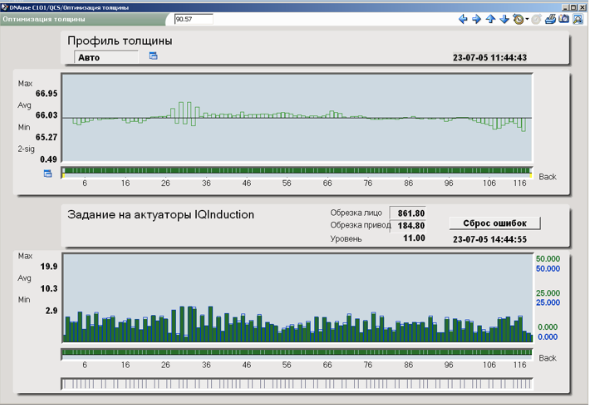 DNAuse C101/QCS/Оптимизация толщины
Оптимизация толщины 90.57
Профиль толщины
Авто
23-07-05 11:44:43
Max
66.95
Avg
66.03
Min
65.27
2-sig
0.49
6 16 26 36 46 56 66 76 86 96 106 116 Back
Задание на актуаторы IQInduction
Обрезка лицо 861.80
Обрезка привод 184.80
Уровень 11.00
Сброс ошибок
23-07-05 14:44:55
Max
19.9
Avg
10.3
Min
2.9
50.000
50.000
25.000
25.000
0.000
0.000
6 16 26 36 46 56 66 76 86 96 106 116 Back